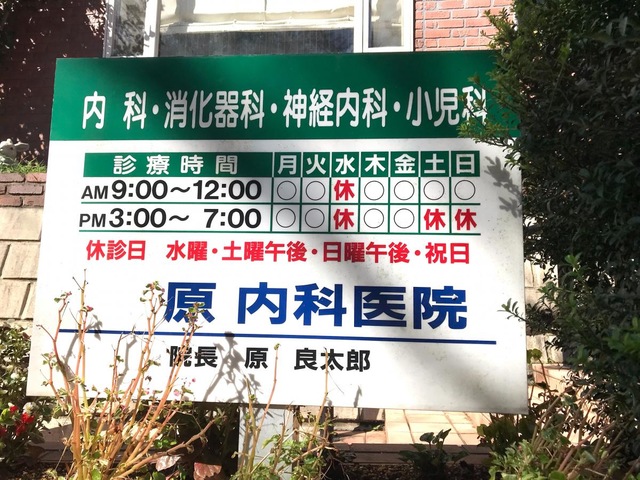 内科・消化器科・神経内科・小児科
診療時間 月 火 水 木 金 土 日
AM 9:00～12:00 ○ ○ 休 ○ ○ ○ ○
PM 3:00～ 7:00 ○ ○ 休 ○ ○ 休 休
休診日 水曜・土曜午後・日曜午後・祝日
原 内科医院
院長 原 良太郎